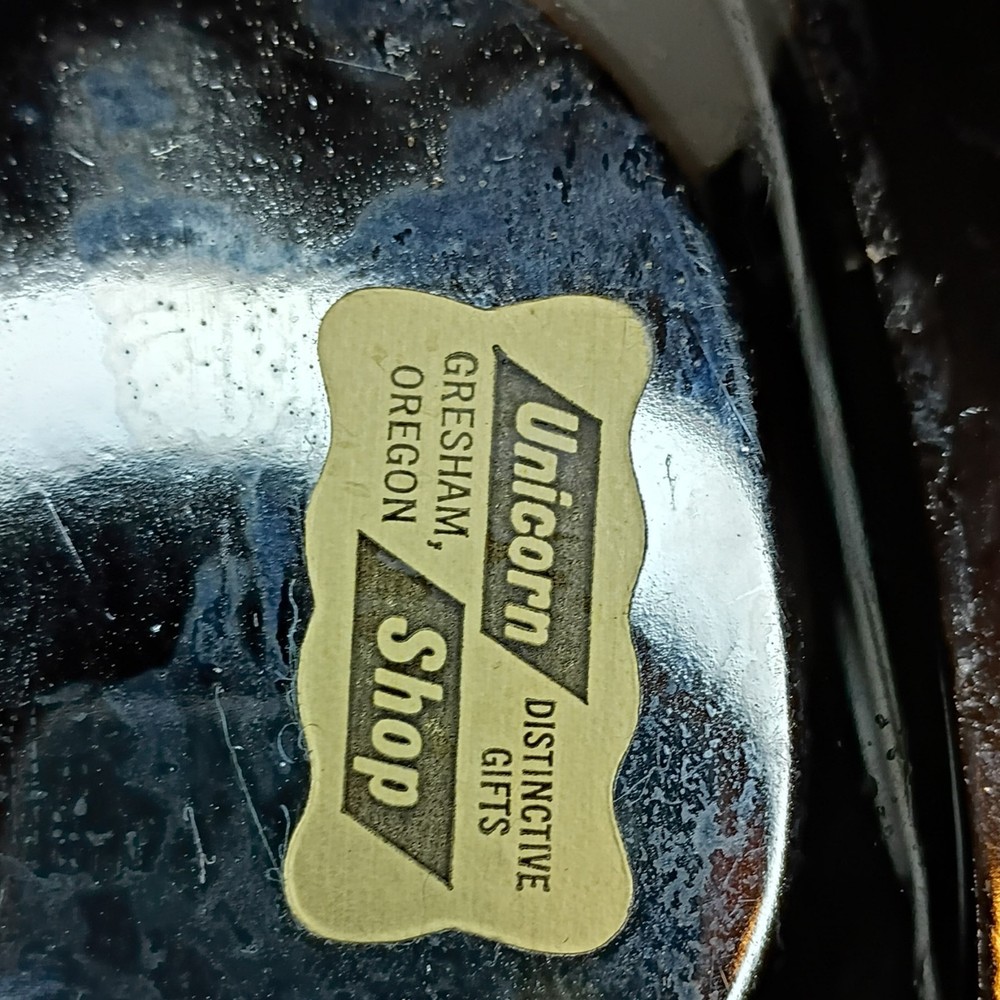 Unicorn
DISTINCTIVE
GIFTS
GRESHAM,
OREGON
Shop